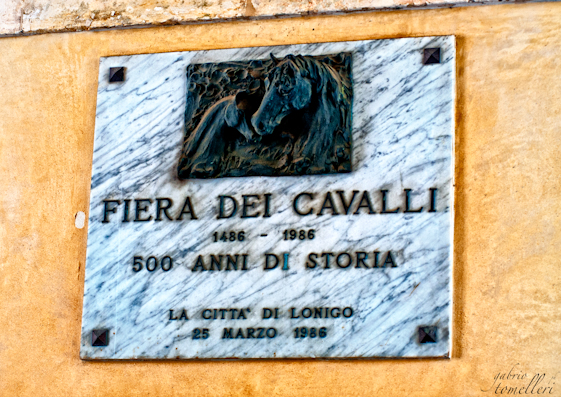 FIERA DEI CAVALLI
1486 - 1986
500 ANNI DI STORIA
LA CITTA' DI LONIGO
25 MARZO 1986
gabrio
tomelleri